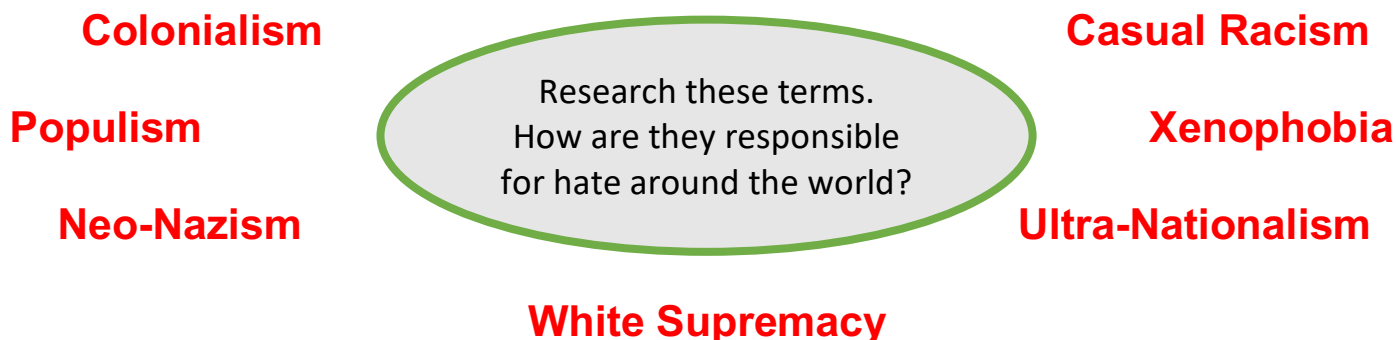 Colonialism
Casual Racism
Research these terms.
How are they responsible
for hate around the world?
Populism
Xenophobia
Neo-Nazism
Ultra-Nationalism
White Supremacy